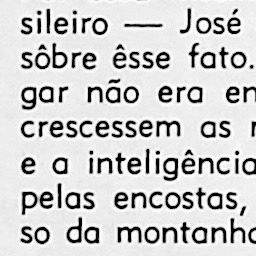 sileiro — José
sôbre êsse fato.
gar não era en
crescessem as
e a inteligência
pelas encostas,
so da montanha